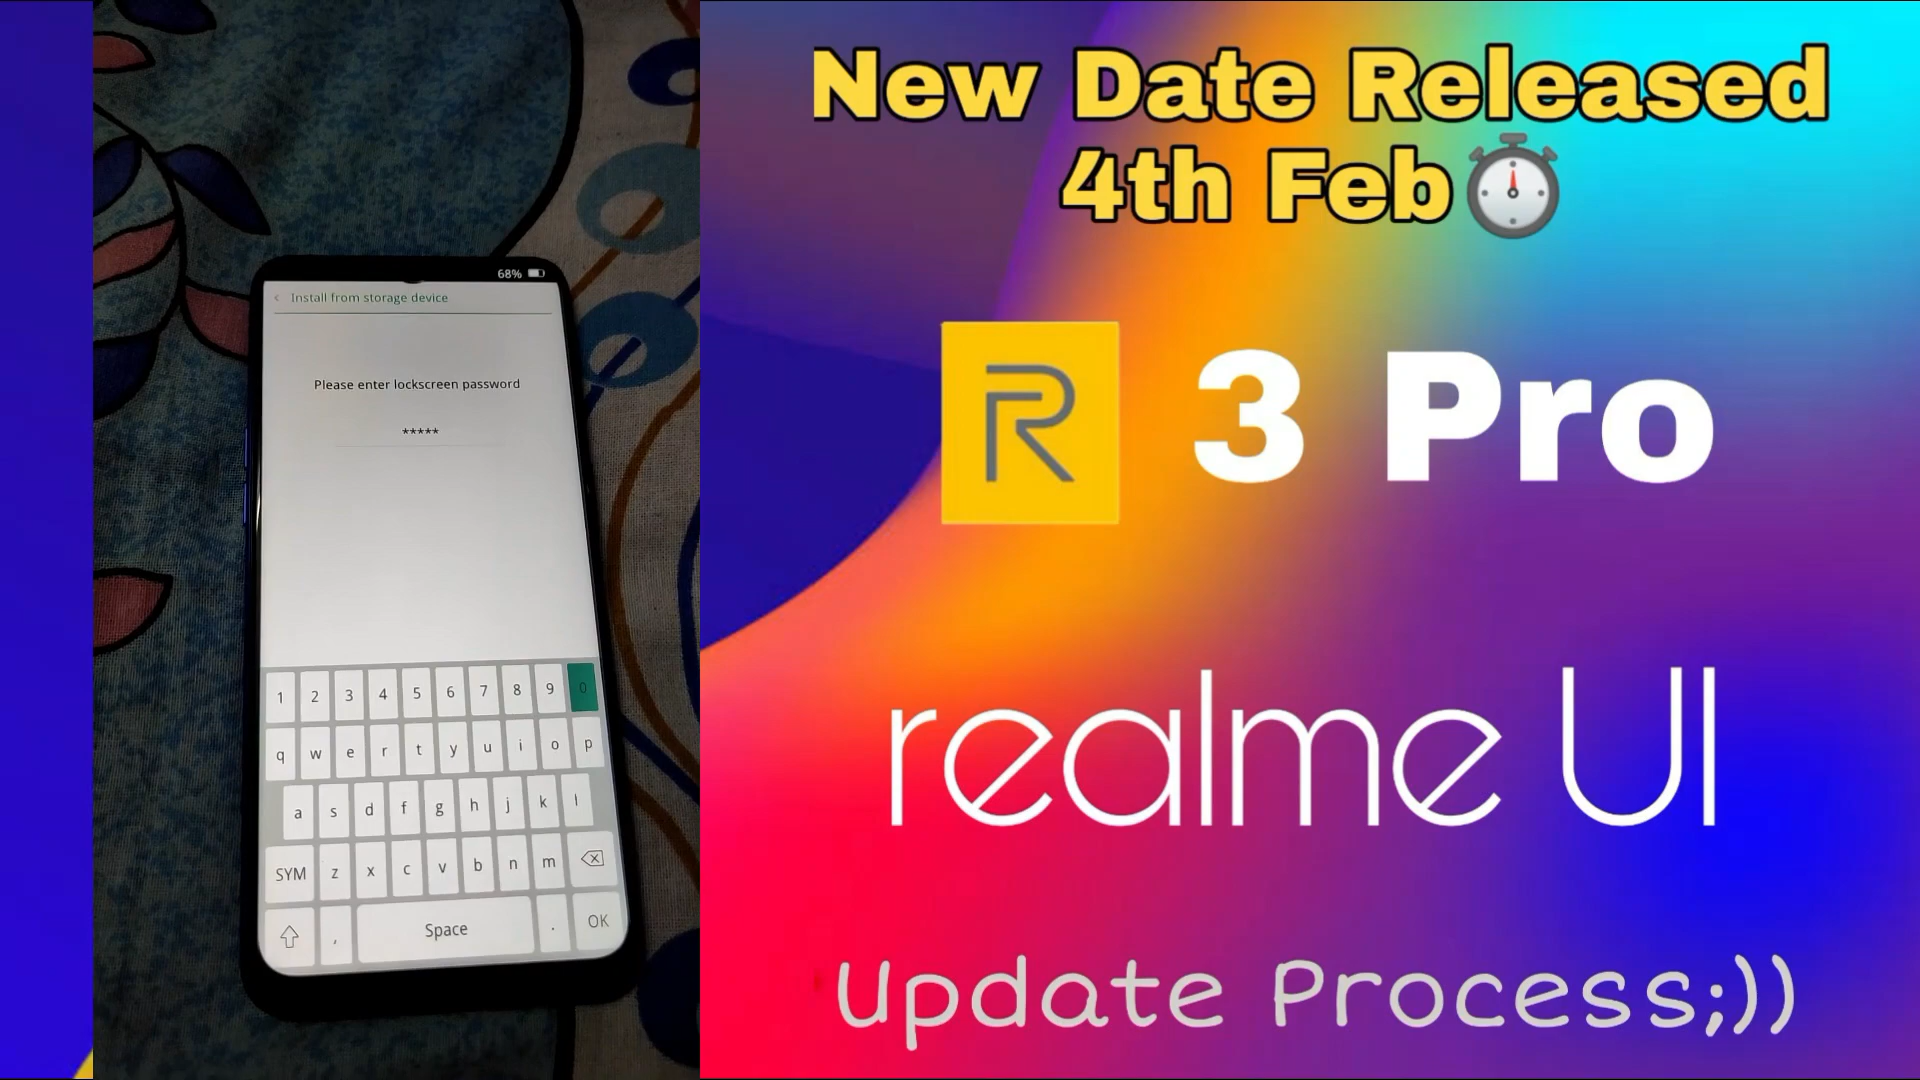 68%
Install from storage device
Please enter lockscreen password
*****
1 2 3 4 5 6 7 8 9 0
q w e r t y u i o p
a s d f g h j k l
SYM z x c v b n m
, Space . OK
New Date Released
4th Feb
R 3 Pro
realme UI
Update Process;))